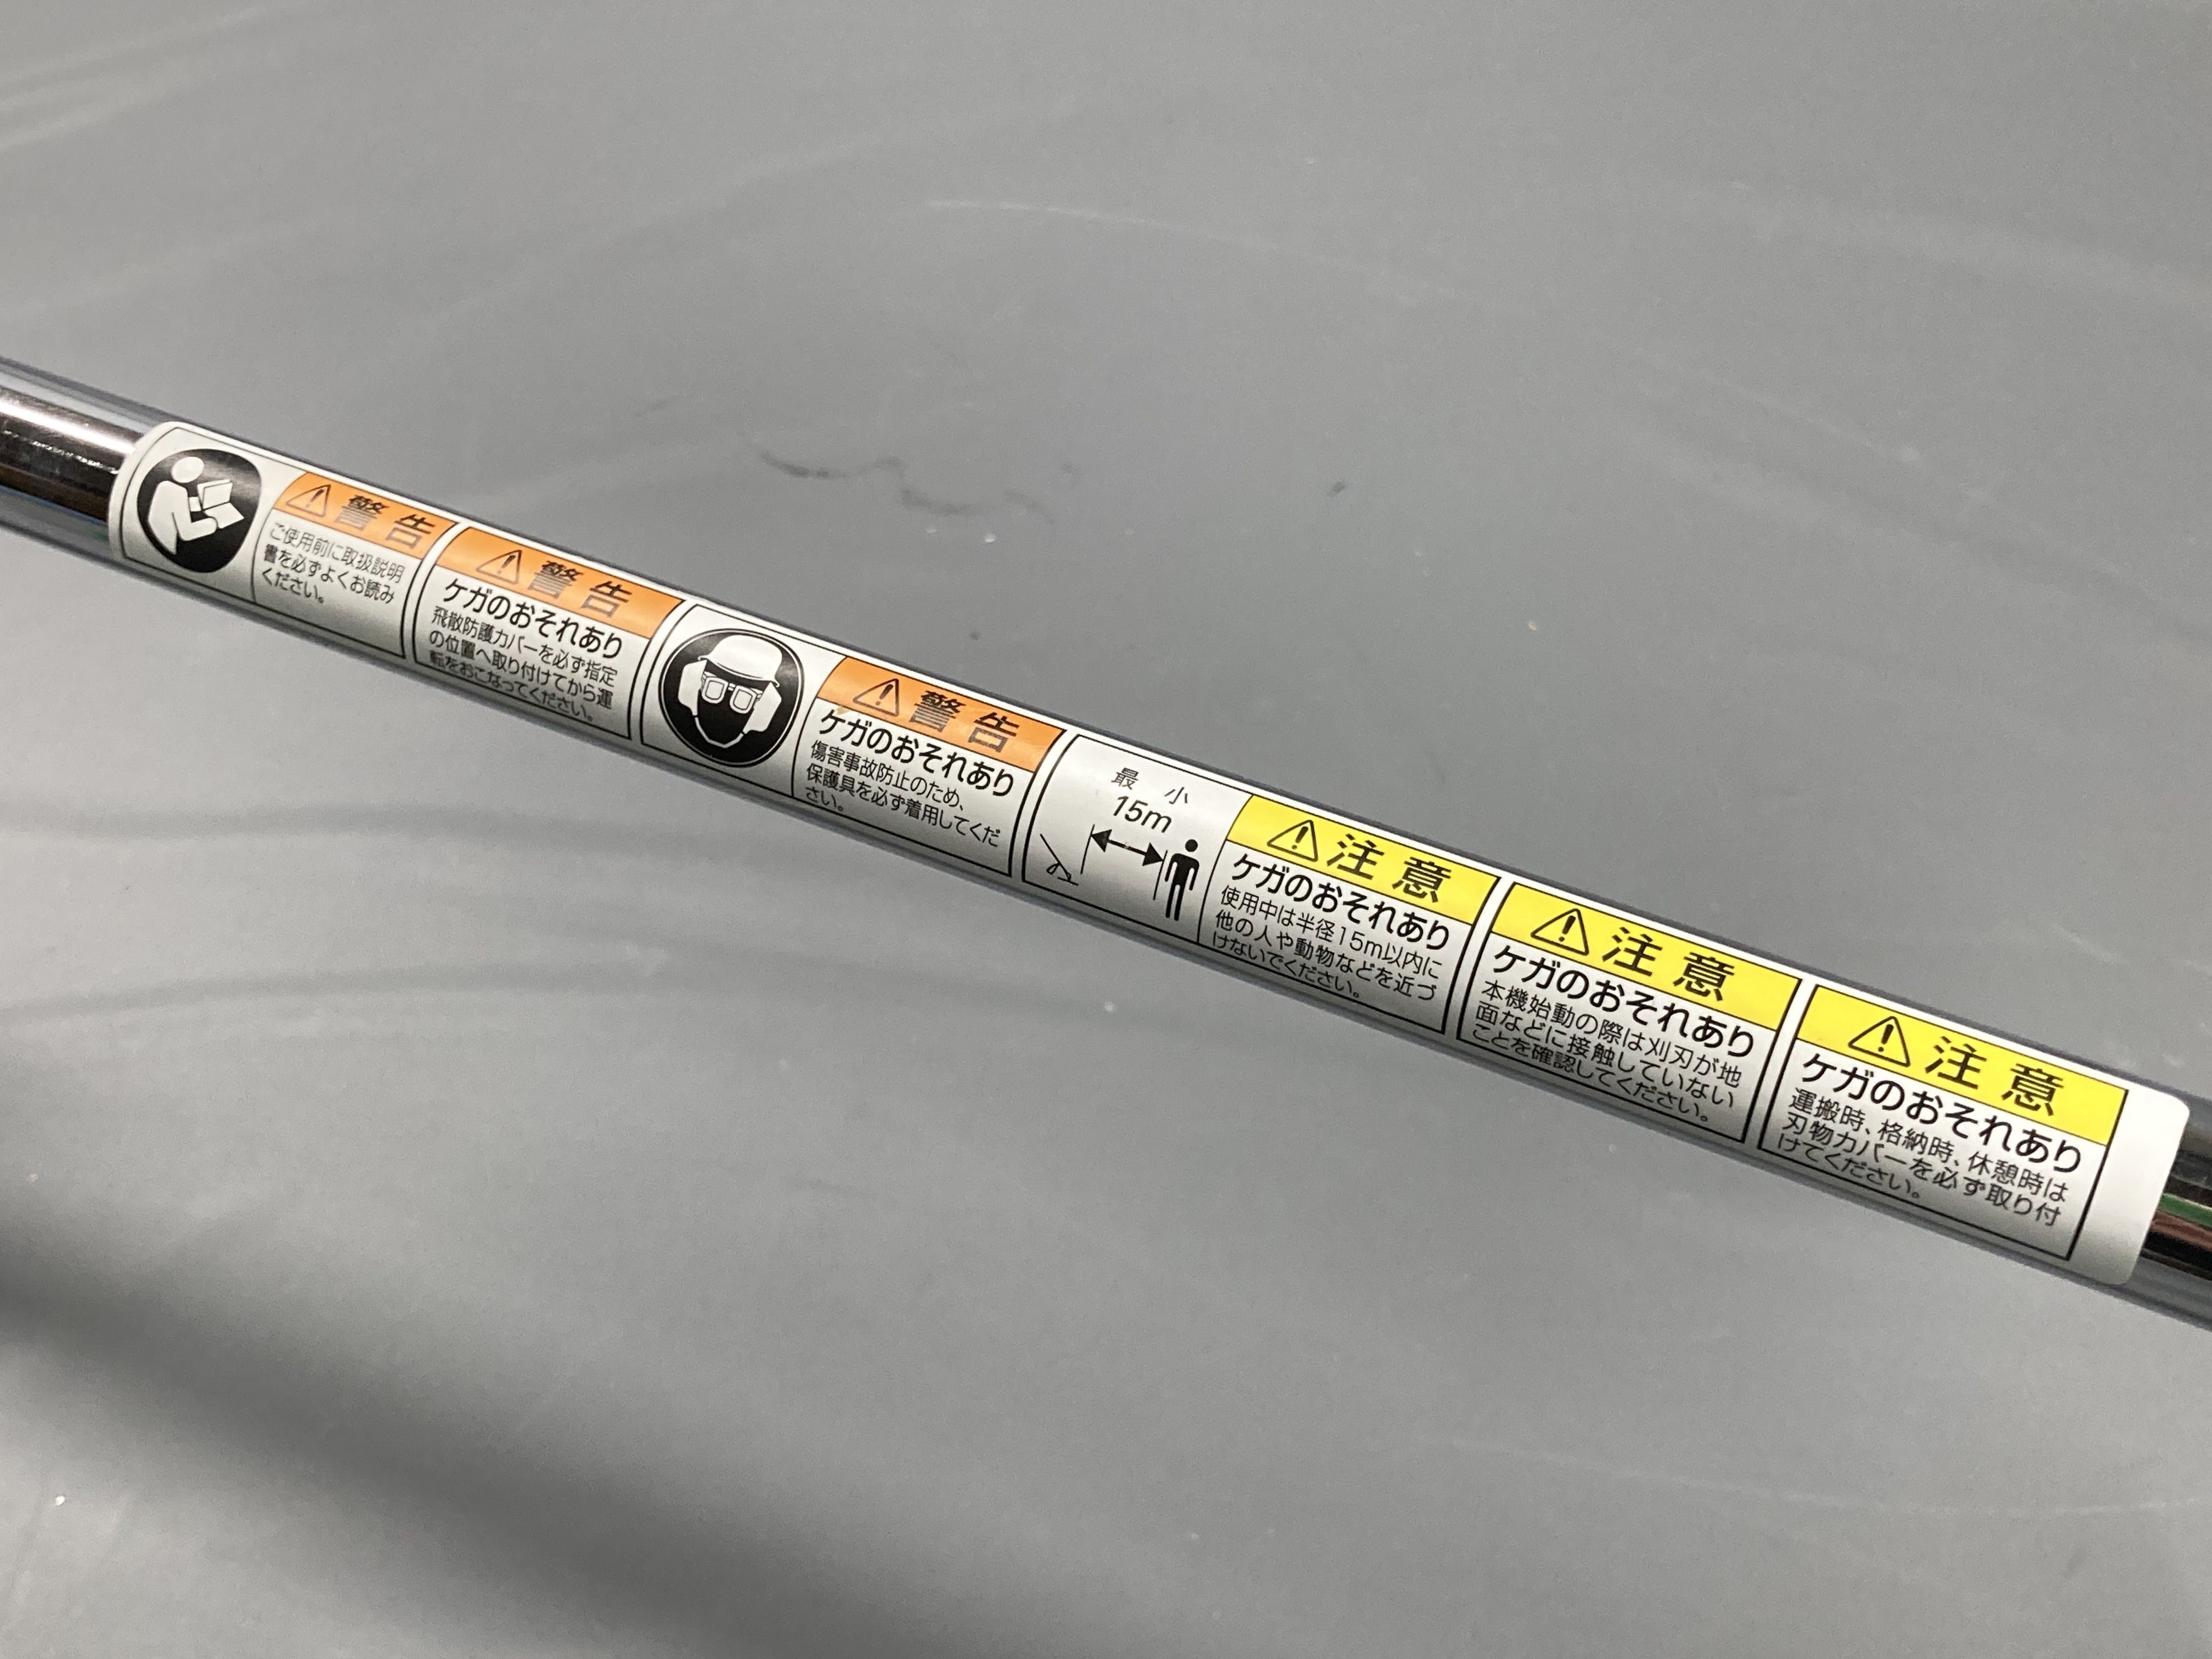 警告
ご使用前に取扱説明
書を必ずよくお読み
ください。
警告
ケガのおそれあり
飛散防護カバーを必ず指定
の位置へ取り付けてから運
転をおこなってください。
警告
ケガのおそれあり
傷害事故防止のため、
保護具を必ず着用してくだ
さい。
最小
15m
注意
ケガのおそれあり
使用中は半径15m以内に
他の人や動物などを近づ
けないでください。
注意
ケガのおそれあり
本機始動の際は刈刃が地
面などに接触していない
ことを確認してください。
注意
ケガのおそれあり
運搬時、格納時、休憩時は
刃物カバーを必ず取り付
けてください。